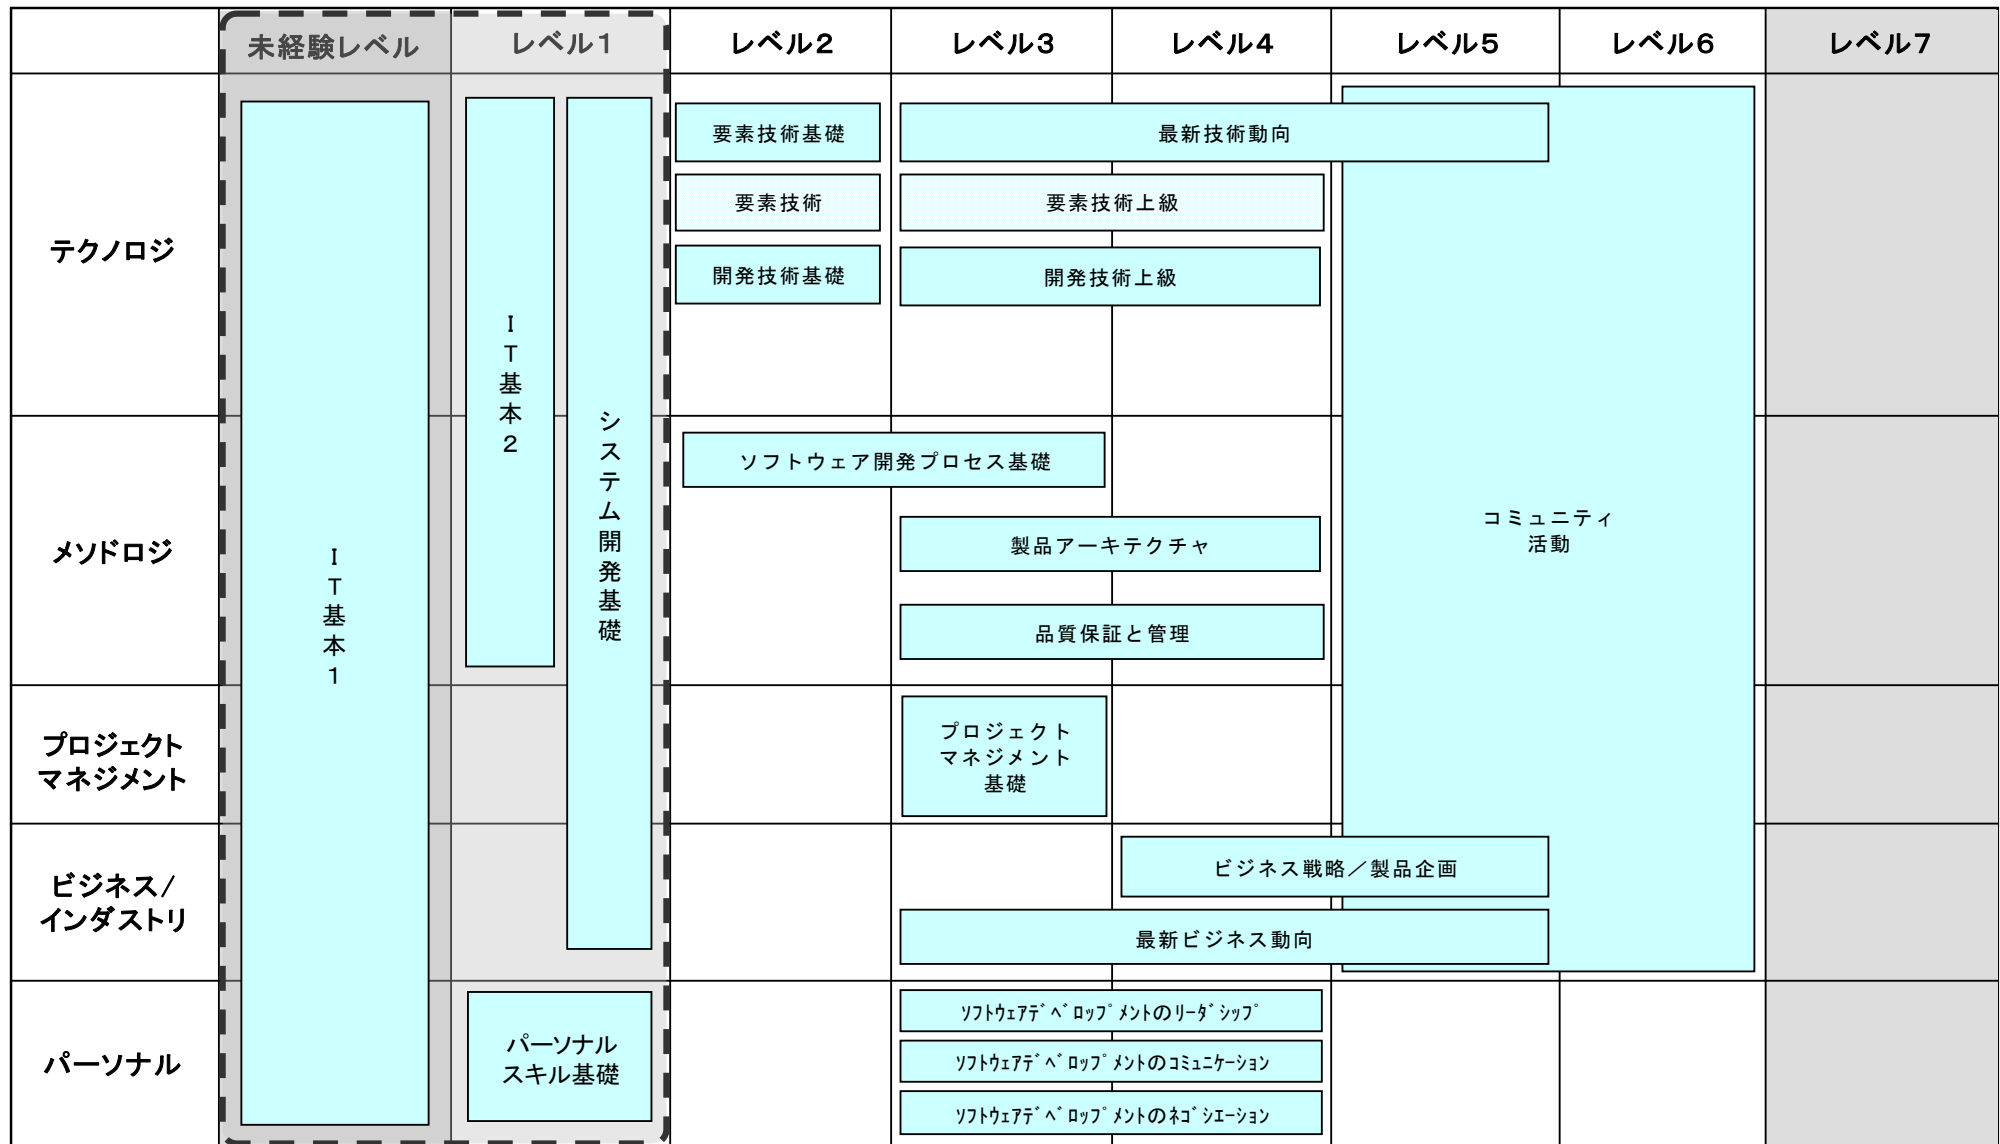 未経験レベル
レベル1
レベル2
レベル3
レベル4
レベル5
レベル6
レベル7
テクノロジ
要素技術基礎
最新技術動向
要素技術
要素技術上級
開発技術基礎
開発技術上級
IT基本2
システム開発基礎
IT基本1
メソドロジ
ソフトウェア開発プロセス基礎
製品アーキテクチャ
品質保証と管理
コミュニティ
活動
プロジェクト
マネジメント
プロジェクト
マネジメント
基礎
ビジネス/
インダストリ
ビジネス戦略／製品企画
最新ビジネス動向
パーソナル
パーソナル
スキル基礎
ｿﾌﾄｳｪｱﾃﾞﾍﾞﾛｯﾌﾟﾒﾝﾄのﾘｰﾀﾞｼｯﾌﾟ
ｿﾌﾄｳｪｱﾃﾞﾍﾞﾛｯﾌﾟﾒﾝﾄのｺﾐｭﾆｹｰｼｮﾝ
ｿﾌﾄｳｪｱﾃﾞﾍﾞﾛｯﾌﾟﾒﾝﾄのﾈｺﾞｼｴｰｼｮﾝ